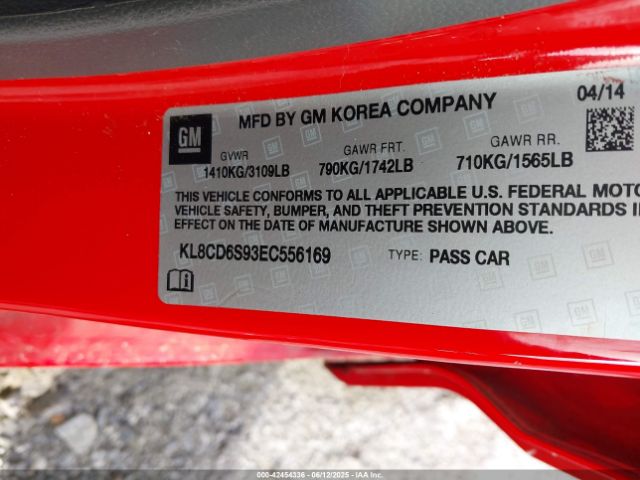 MFD BY GM KOREA COMPANY
04/14
GM
GVWR
GAWR FRT.
GAWR RR.
1410KG/3109LB
790KG/1742LB
710KG/1565LB
THIS VEHICLE CONFORMS TO ALL APPLICABLE U.S. FEDERAL MOTO
VEHICLE SAFETY, BUMPER, AND THEFT PREVENTION STANDARDS I
EFFECT ON THE DATE OF MANUFACTURE SHOWN ABOVE.
KL8CD6S93EC556169
TYPE: PASS CAR
000-42454336 | 06/12/2025 | Copyright © IAA